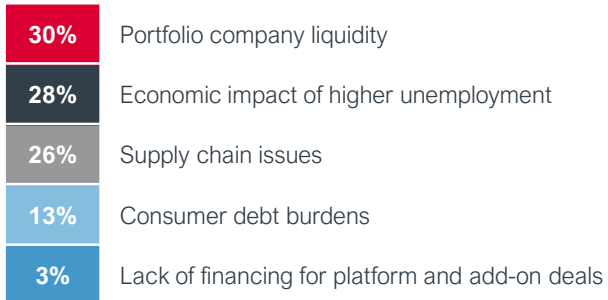 30% Portfolio company liquidity
28% Economic impact of higher unemployment
26% Supply chain issues
13% Consumer debt burdens
3% Lack of financing for platform and add-on deals